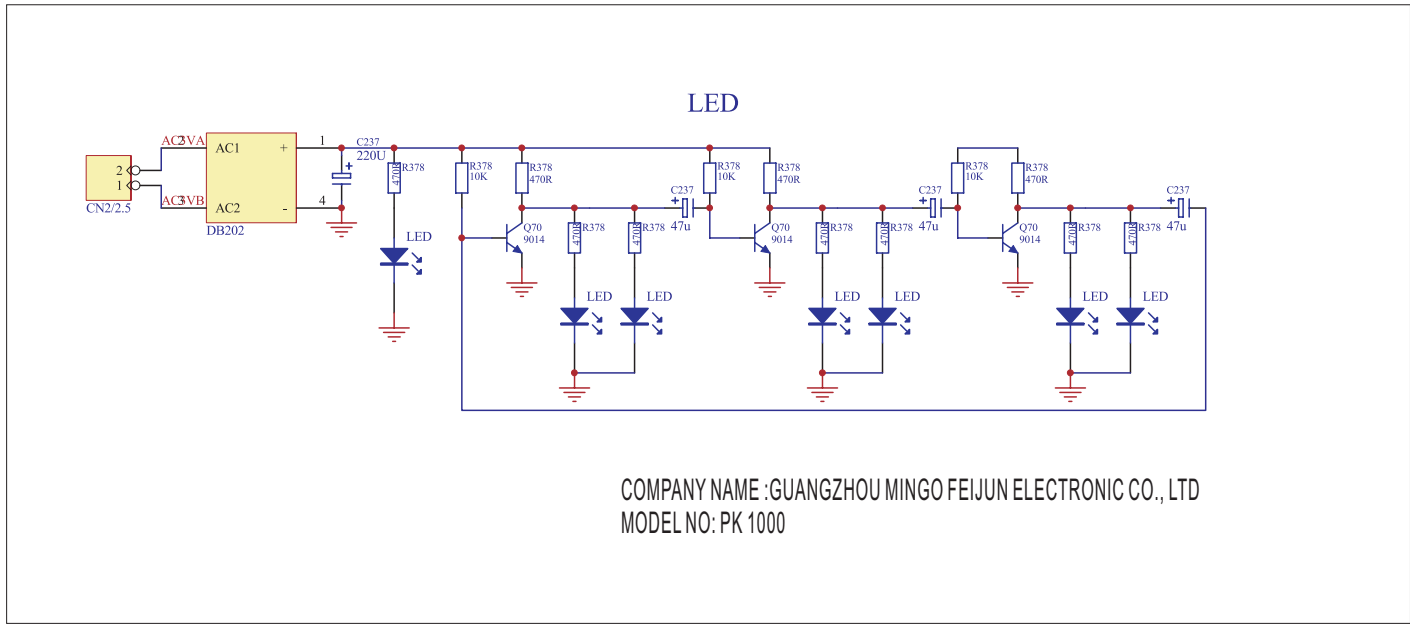 LED
AC3VA
AC1
+
1
C237
220U
2
1
CN2/2.5
AC3VB
AC2
-
4
DB202
R378
470R
LED
R378
10K
R378
470R
Q70
9014
R378
470R
R378
LED
LED
C237
47u
R378
10K
R378
470R
Q70
9014
R378
470R
R378
LED
LED
C237
47u
R378
10K
R378
470R
Q70
9014
R378
470R
R378
LED
LED
C237
47u
COMPANY NAME :GUANGZHOU MINGO FEIJUN ELECTRONIC CO., LTD
MODEL NO: PK 1000